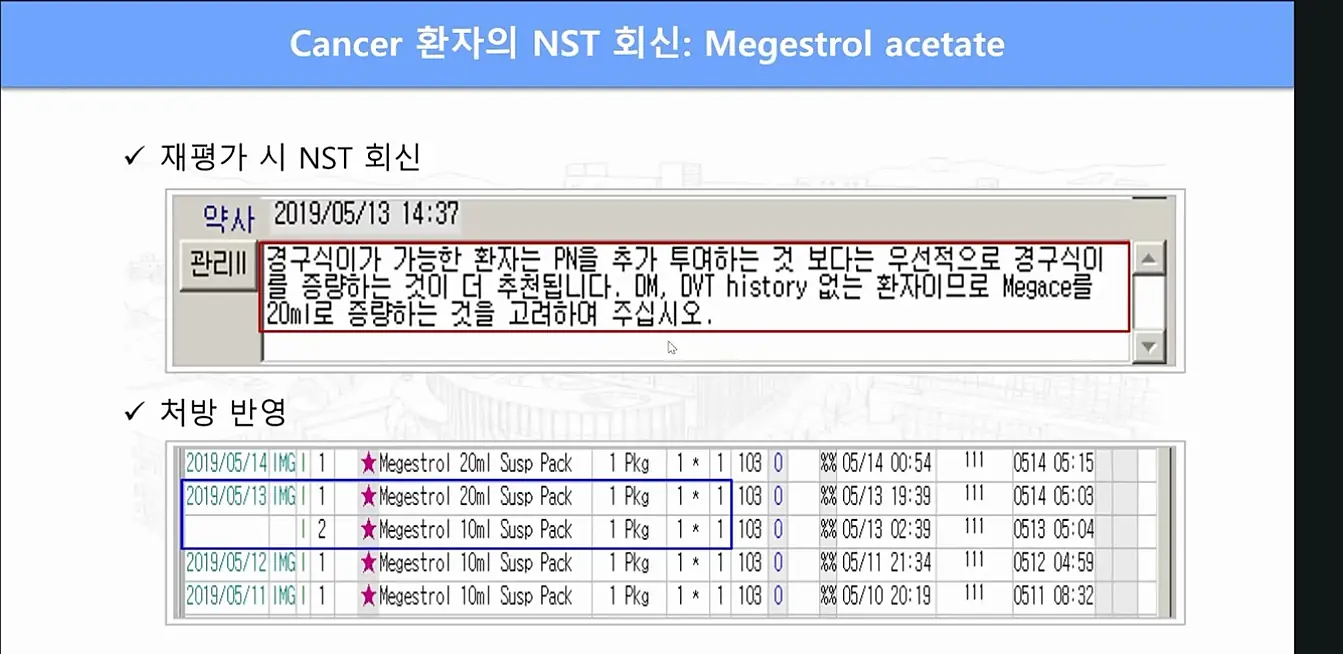 Cancer 환자의 NST 회신: Megestrol acetate
✓ 재평가 시 NST 회신
약사 2019/05/13 14:37
관리II
경구식이가 가능한 환자는 PN을 추가 투여하는 것 보다는 우선적으로 경구식이
를 증량하는 것이 더 추천됩니다. DM, DVT history 없는 환자이므로 Megace를
20ml로 증량하는 것을 고려하여 주십시오.
✓ 처방 반영
2019/05/14 IMG I 1 ★Megestrol 20ml Susp Pack 1 Pkg 1 * 1 103 0 %% 05/14 00:54 111 0514 05:15
2019/05/13 IMG I 1 ★Megestrol 20ml Susp Pack 1 Pkg 1 * 1 103 0 %% 05/13 19:39 111 0514 05:03
I 2 ★Megestrol 10ml Susp Pack 1 Pkg 1 * 1 103 0 %% 05/13 02:39 111 0513 05:04
2019/05/12 IMG I 1 ★Megestrol 10ml Susp Pack 1 Pkg 1 * 1 103 0 %% 05/11 21:34 111 0512 04:59
2019/05/11 IMG I 1 ★Megestrol 10ml Susp Pack 1 Pkg 1 * 1 103 0 %% 05/10 20:19 111 0511 08:32